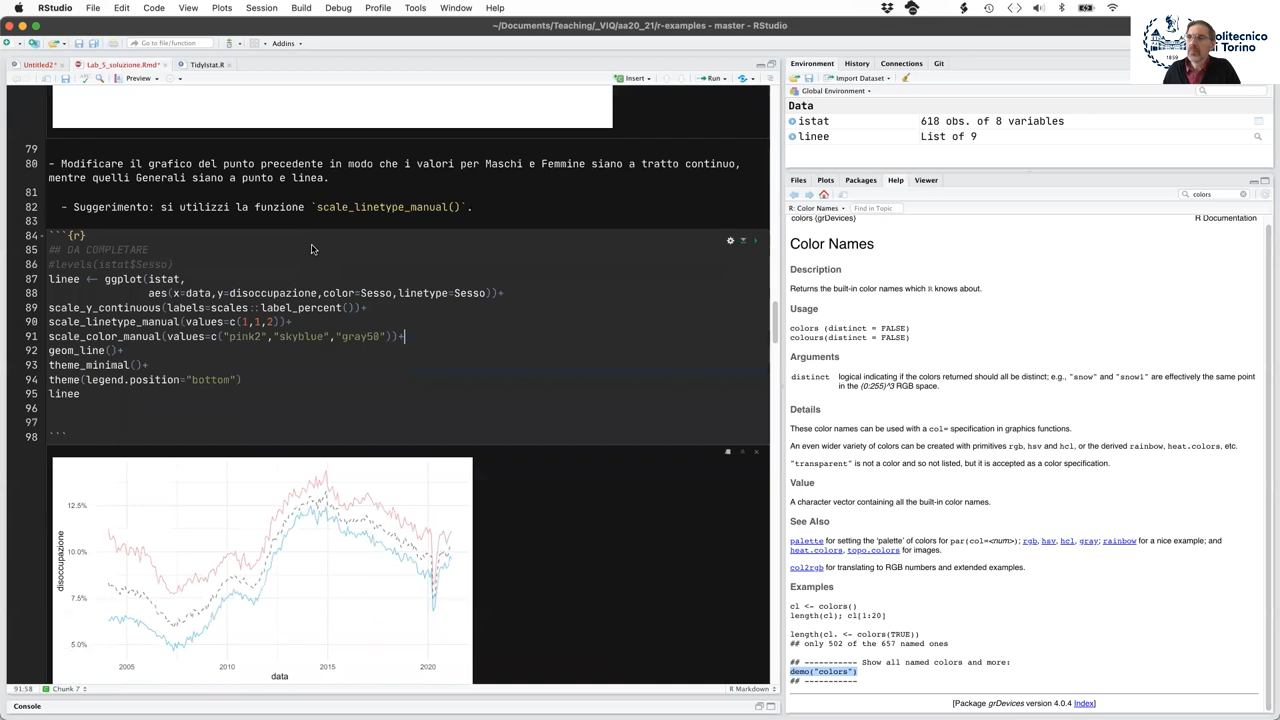 RStudio File Edit Code View Plots Session Build Debug Profile Tools Window Help
~/Documents/Teaching/_VIQ/aa20_21/r-examples - master - RStudio
Politecnico
di Torino
1859
Go to file/function
Addins
Untitled2*
Lab_5_soluzione.Rmd*
TidyIstat.R
Preview
Insert
Run
79
80 - Modificare il grafico del punto precedente in modo che i valori per Maschi e Femmine siano a tratto continuo,
mentre quelli Generali siano a punto e linea.
81
82 - Suggerimento: si utilizzi la funzione `scale_linetype_manual()`.
83
84 ```{r}
85 ## DA COMPLETARE
86 #levels(istat$Sesso)
87 linee <- ggplot(istat,
88 aes(x=data,y=disoccupazione,color=Sesso,linetype=Sesso))+
89 scale_y_continuous(labels=scales::label_percent())+
90 scale_linetype_manual(values=c(1,1,2))+
91 scale_color_manual(values=c("pink2","skyblue","gray50"))+
92 geom_line()+
93 theme_minimal()+
94 theme(legend.position="bottom")
95 linee
96
97
98 ```
12.5%
10.0%
7.5%
5.0%
disoccupazione
2005 2010 2015 2020
data
91:58 Chunk 7
R Markdown
Console
Environment History Connections Git
Import Dataset
Global Environment
Data
istat 618 obs. of 8 variables
linee List of 9
Files Plots Packages Help Viewer
colors
R: Color Names Find in Topic
colors {grDevices} R Documentation
Color Names
Description
Returns the built-in color names which R knows about.
Usage
colors (distinct = FALSE)
colours(distinct = FALSE)
Arguments
distinct logical indicating if the colors returned should all be distinct; e.g., "snow" and "snow1" are effectively the same point
in the (0:255)^3 RGB space.
Details
These color names can be used with a col= specification in graphics functions.
An even wider variety of colors can be created with primitives rgb, hsv and hcl, or the derived rainbow, heat.colors, etc.
"transparent" is not a color and so not listed, but it is accepted as a color specification.
Value
A character vector containing all the built-in color names.
See Also
palette for setting the 'palette' of colors for par(col=<num>); rgb, hsv, hcl, gray; rainbow for a nice example; and
heat.colors, topo.colors for images.
col2rgb for translating to RGB numbers and extended examples.
Examples
cl <- colors()
length(cl); cl[1:20]
length(cl. <- colors(TRUE))
## only 502 of the 657 named ones
## ----------- Show all named colors and more:
demo("colors")
## -----------
[Package grDevices version 4.0.4 Index]